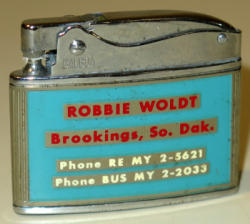 ROBBIE WOLDT
Brookings, So. Dak.
Phone RE MY 2-5621
Phone BUS MY 2-2033